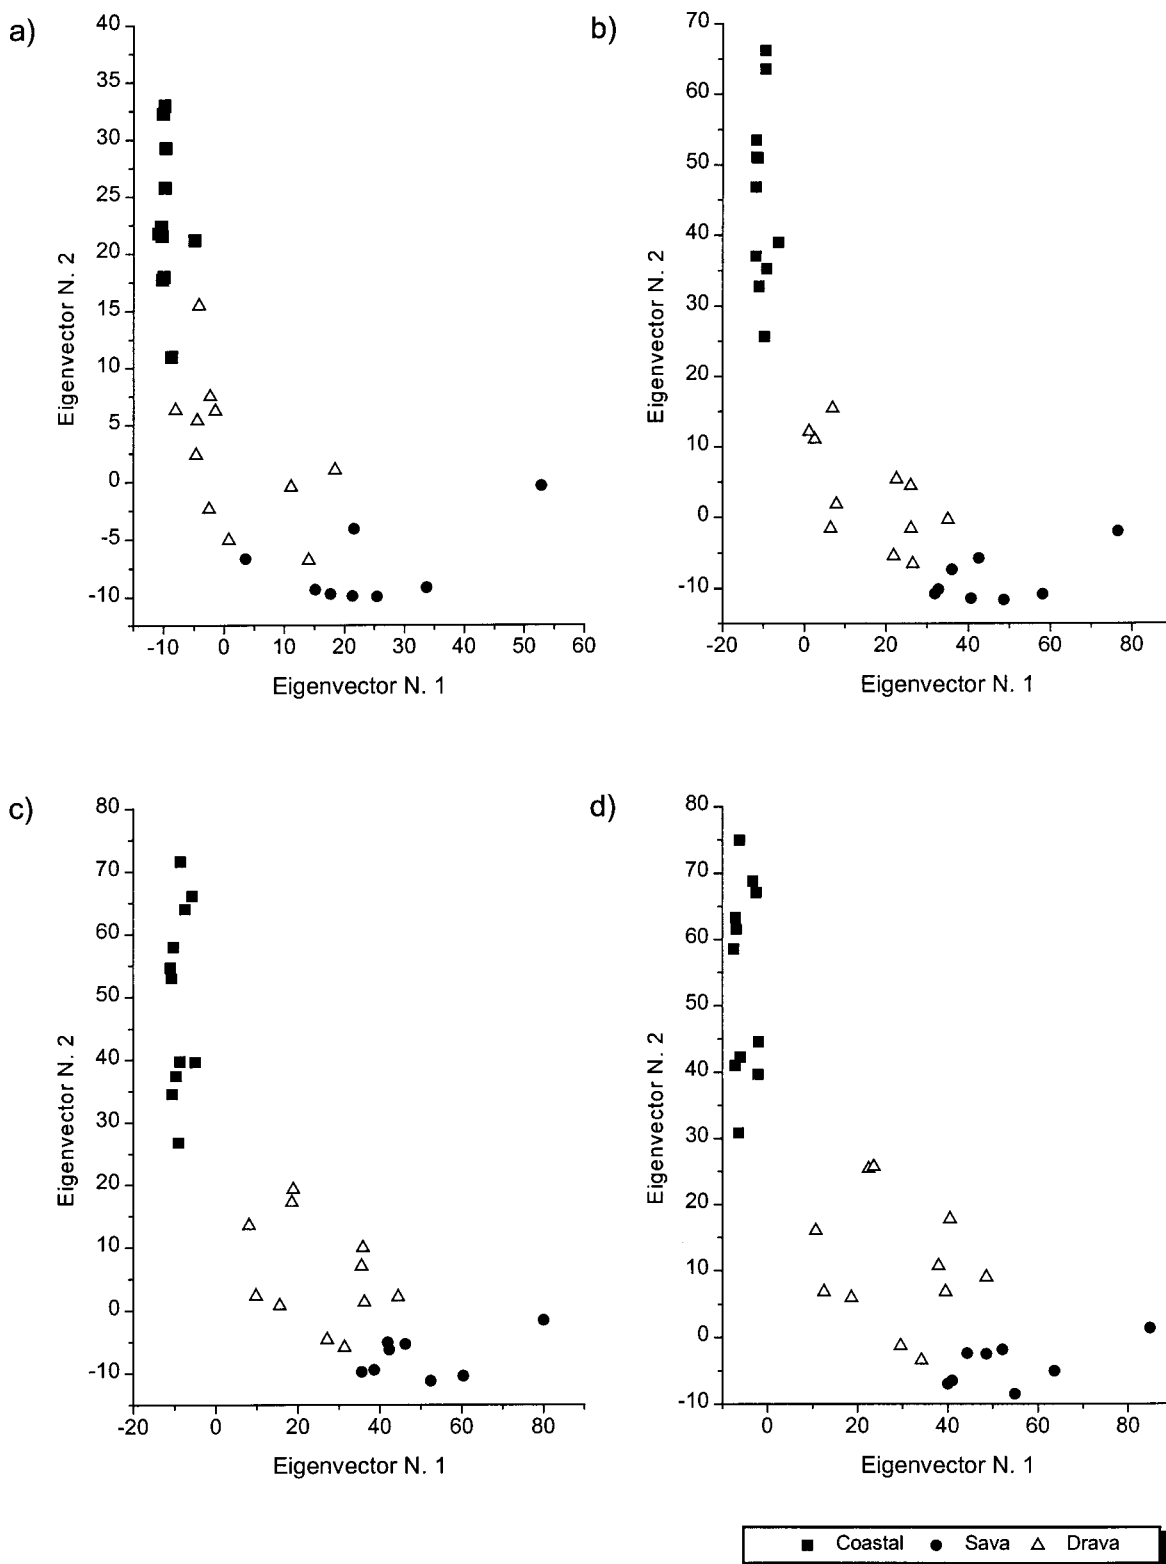 a)
40
35
30
25
20
15
10
5
0
-5
-10
Eigenvector N. 2
-10 0 10 20 30 40 50 60
Eigenvector N. 1
b)
70
60
50
40
30
20
10
0
-10
Eigenvector N. 2
-20 0 20 40 60 80
Eigenvector N. 1
c)
80
70
60
50
40
30
20
10
0
-10
Eigenvector N. 2
-20 0 20 40 60 80
Eigenvector N. 1
d)
80
70
60
50
40
30
20
10
0
-10
Eigenvector N. 2
0 20 40 60 80
Eigenvector N. 1
Coastal Sava Drava